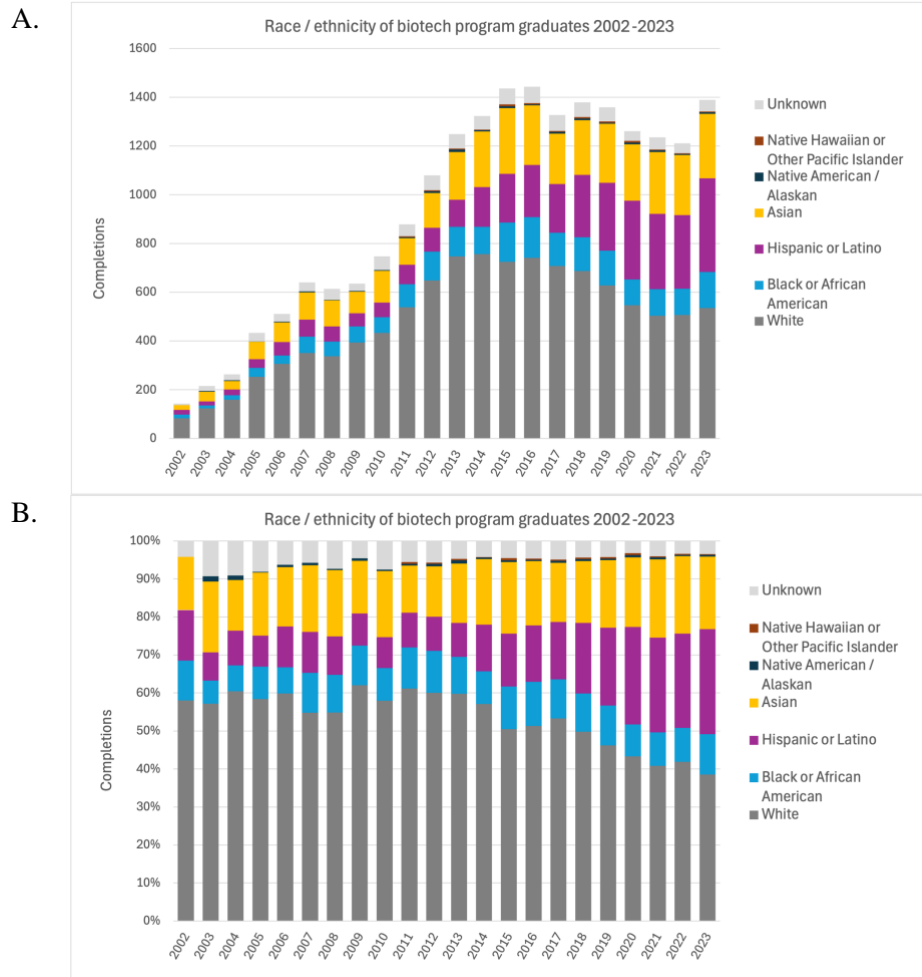 A.
Race / ethnicity of biotech program graduates 2002-2023
1600
1400
1200
1000
800
600
400
200
0
Completions
2002 2003 2004 2005 2006 2007 2008 2009 2010 2011 2012 2013 2014 2015 2016 2017 2018 2019 2020 2021 2022 2023
Unknown
Native Hawaiian or
Other Pacific Islander
Native American /
Alaskan
Asian
Hispanic or Latino
Black or African
American
White
B.
Race / ethnicity of biotech program graduates 2002-2023
100%
90%
80%
70%
60%
50%
40%
30%
20%
10%
0%
Completions
2002 2003 2004 2005 2006 2007 2008 2009 2010 2011 2012 2013 2014 2015 2016 2017 2018 2019 2020 2021 2022 2023
Unknown
Native Hawaiian or
Other Pacific Islander
Native American /
Alaskan
Asian
Hispanic or Latino
Black or African
American
White